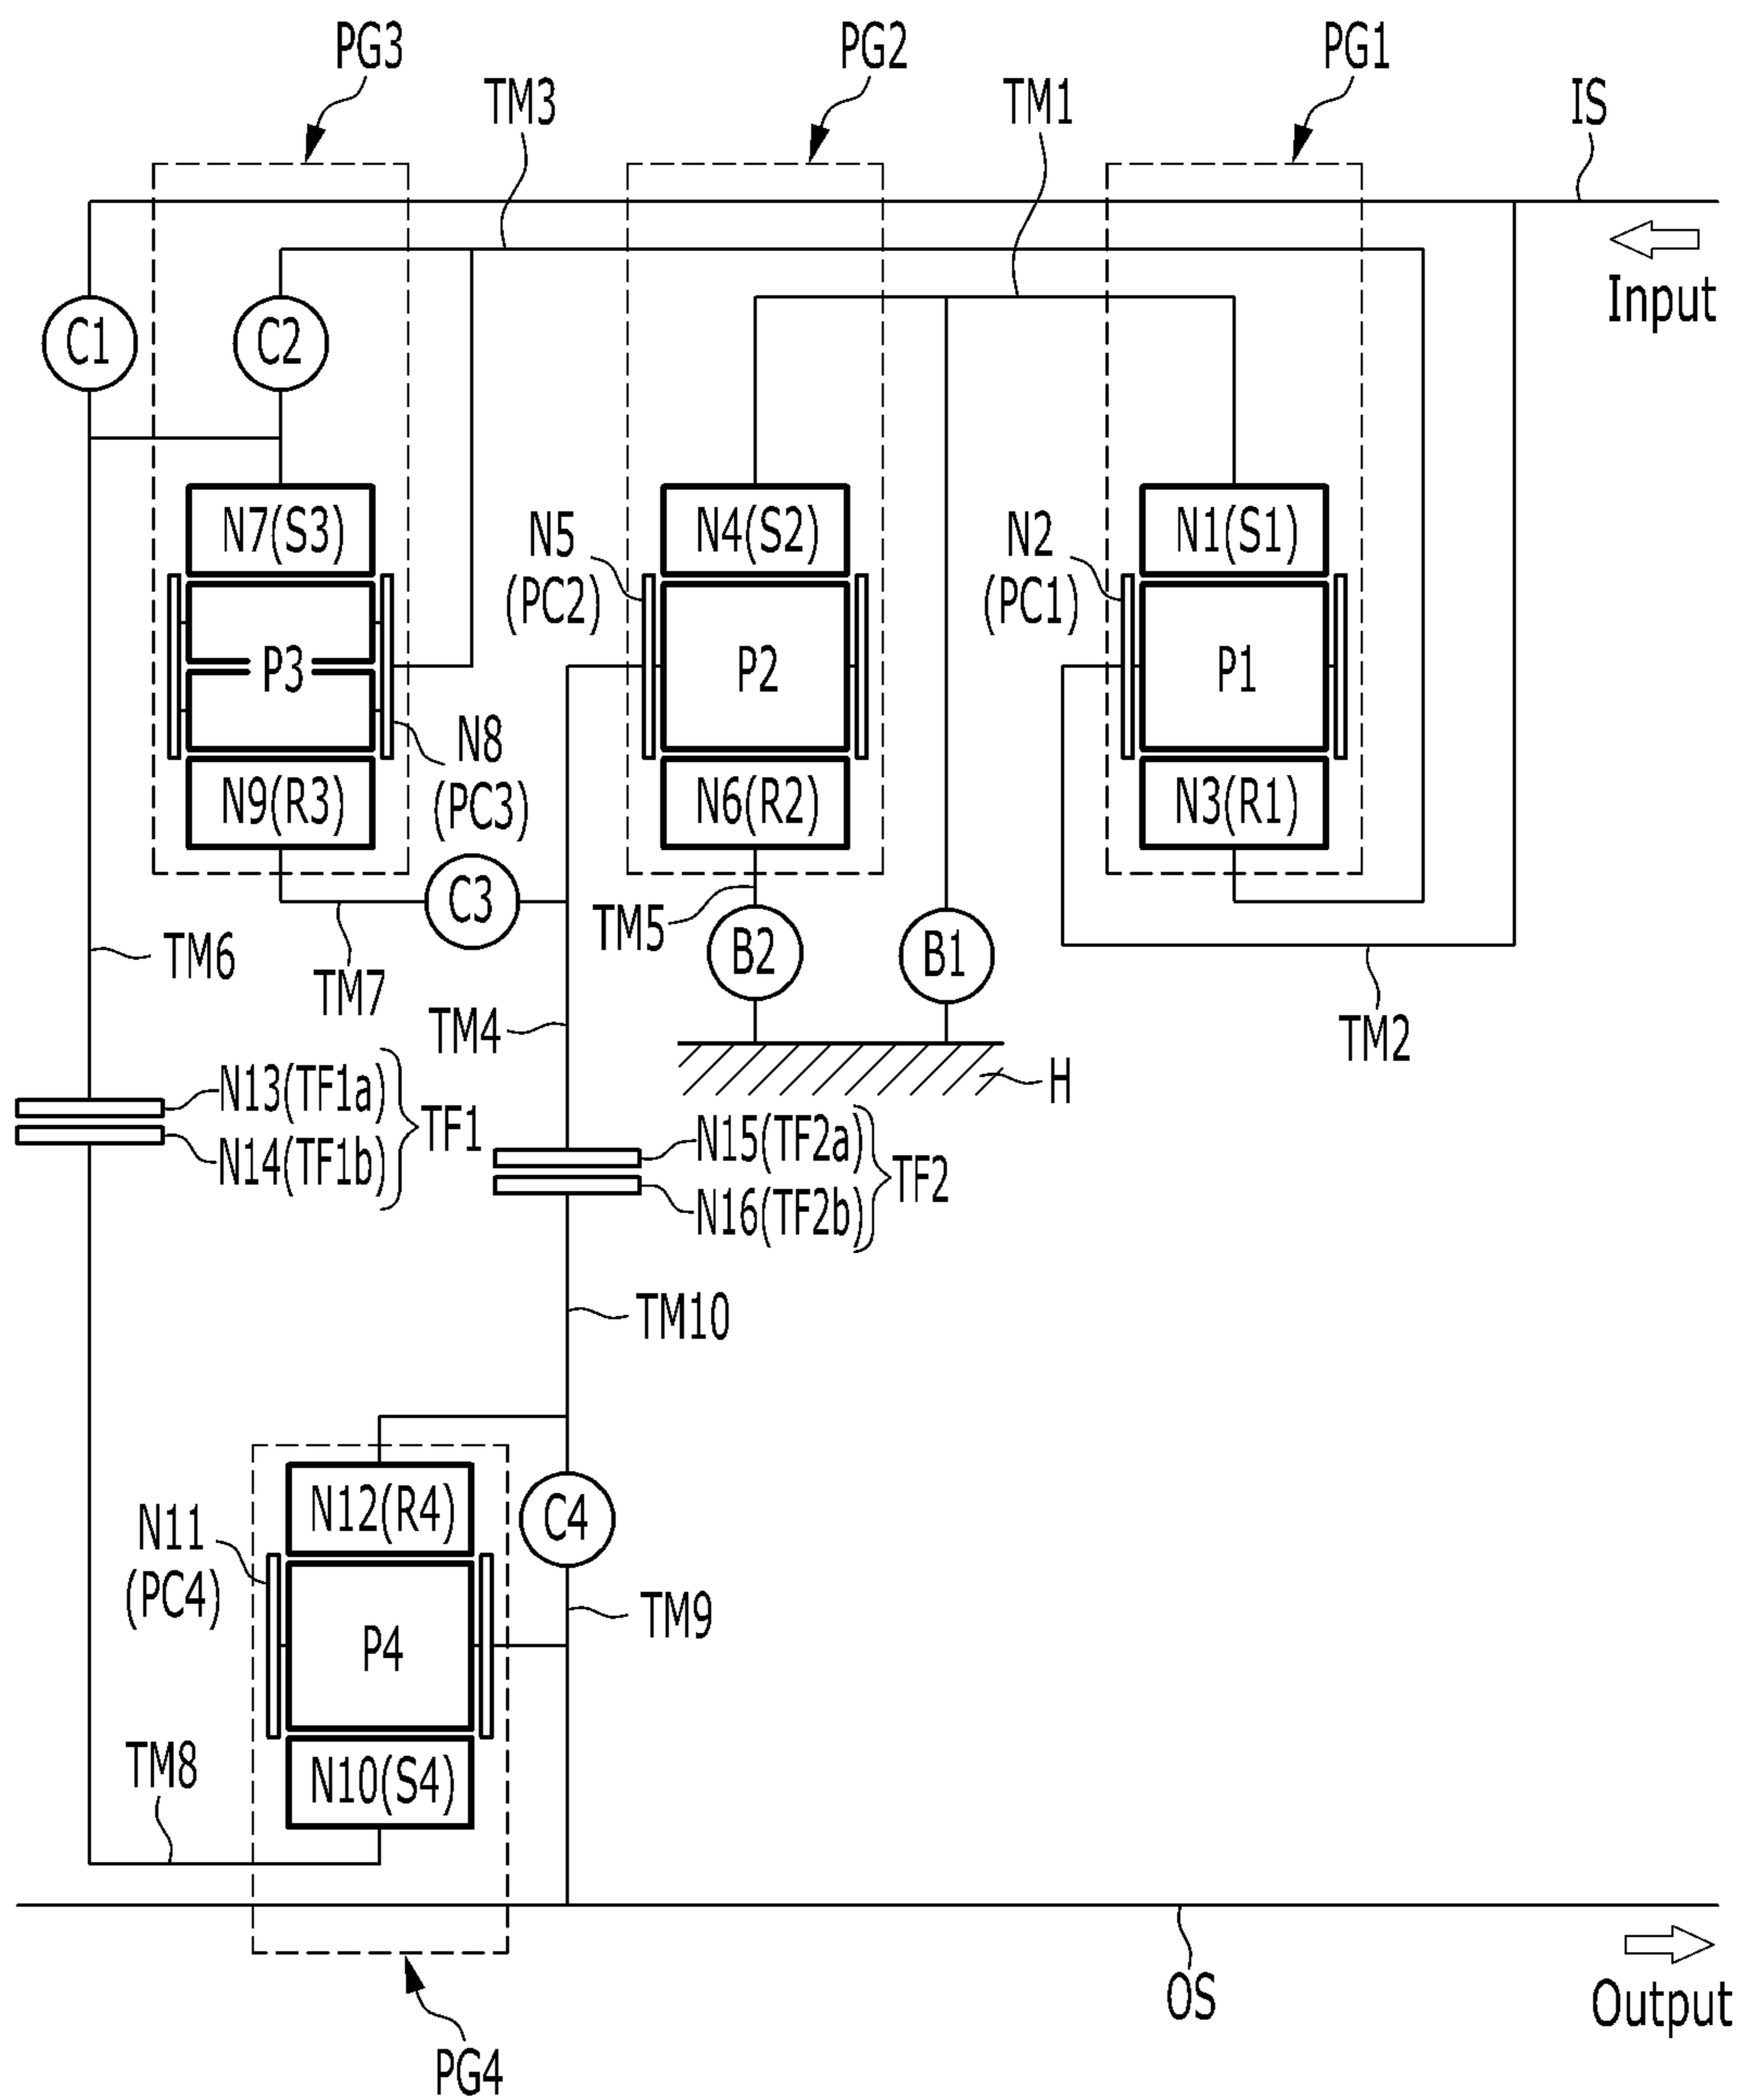 PG3
PG2
PG1
TM3
TM1
IS
Input
C1
C2
N7(S3)
N5
(PC2)
N4(S2)
N2
(PC1)
N1(S1)
P3
P2
P1
N8
(PC3)
N9(R3)
N6(R2)
N3(R1)
C3
TM5
B2
B1
TM6
TM7
TM4
TM2
H
N13(TF1a)
N14(TF1b)
TF1
N15(TF2a)
N16(TF2b)
TF2
TM10
N12(R4)
C4
N11
(PC4)
P4
TM9
TM8
N10(S4)
OS
Output
PG4